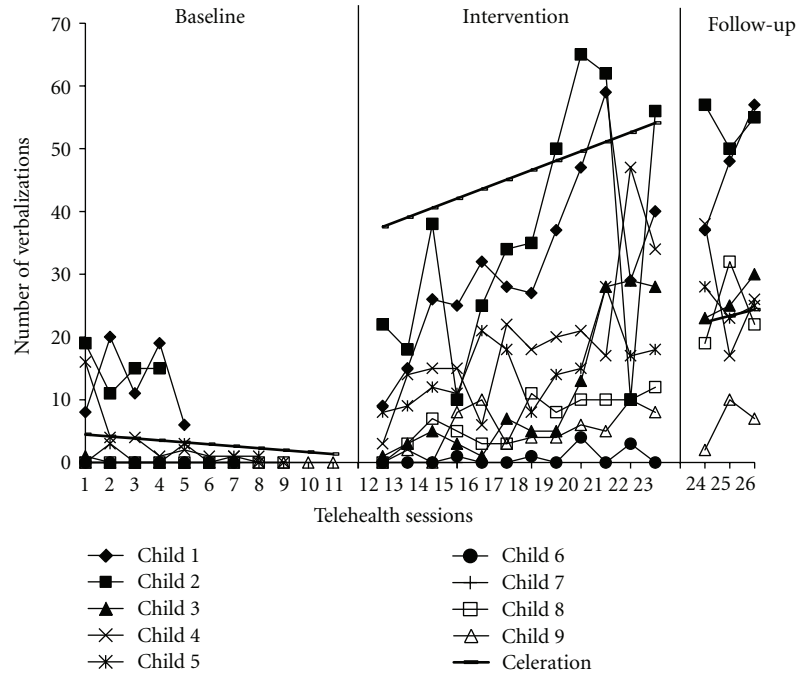 Baseline
Intervention
Follow-up
70
60
50
40
30
20
10
0
Number of verbalizations
1 2 3 4 5 6 7 8 9 10 11 12 13 14 15 16 17 18 19 20 21 22 23 24 25 26
Telehealth sessions
Child 1
Child 2
Child 3
Child 4
Child 5
Child 6
Child 7
Child 8
Child 9
Celeration